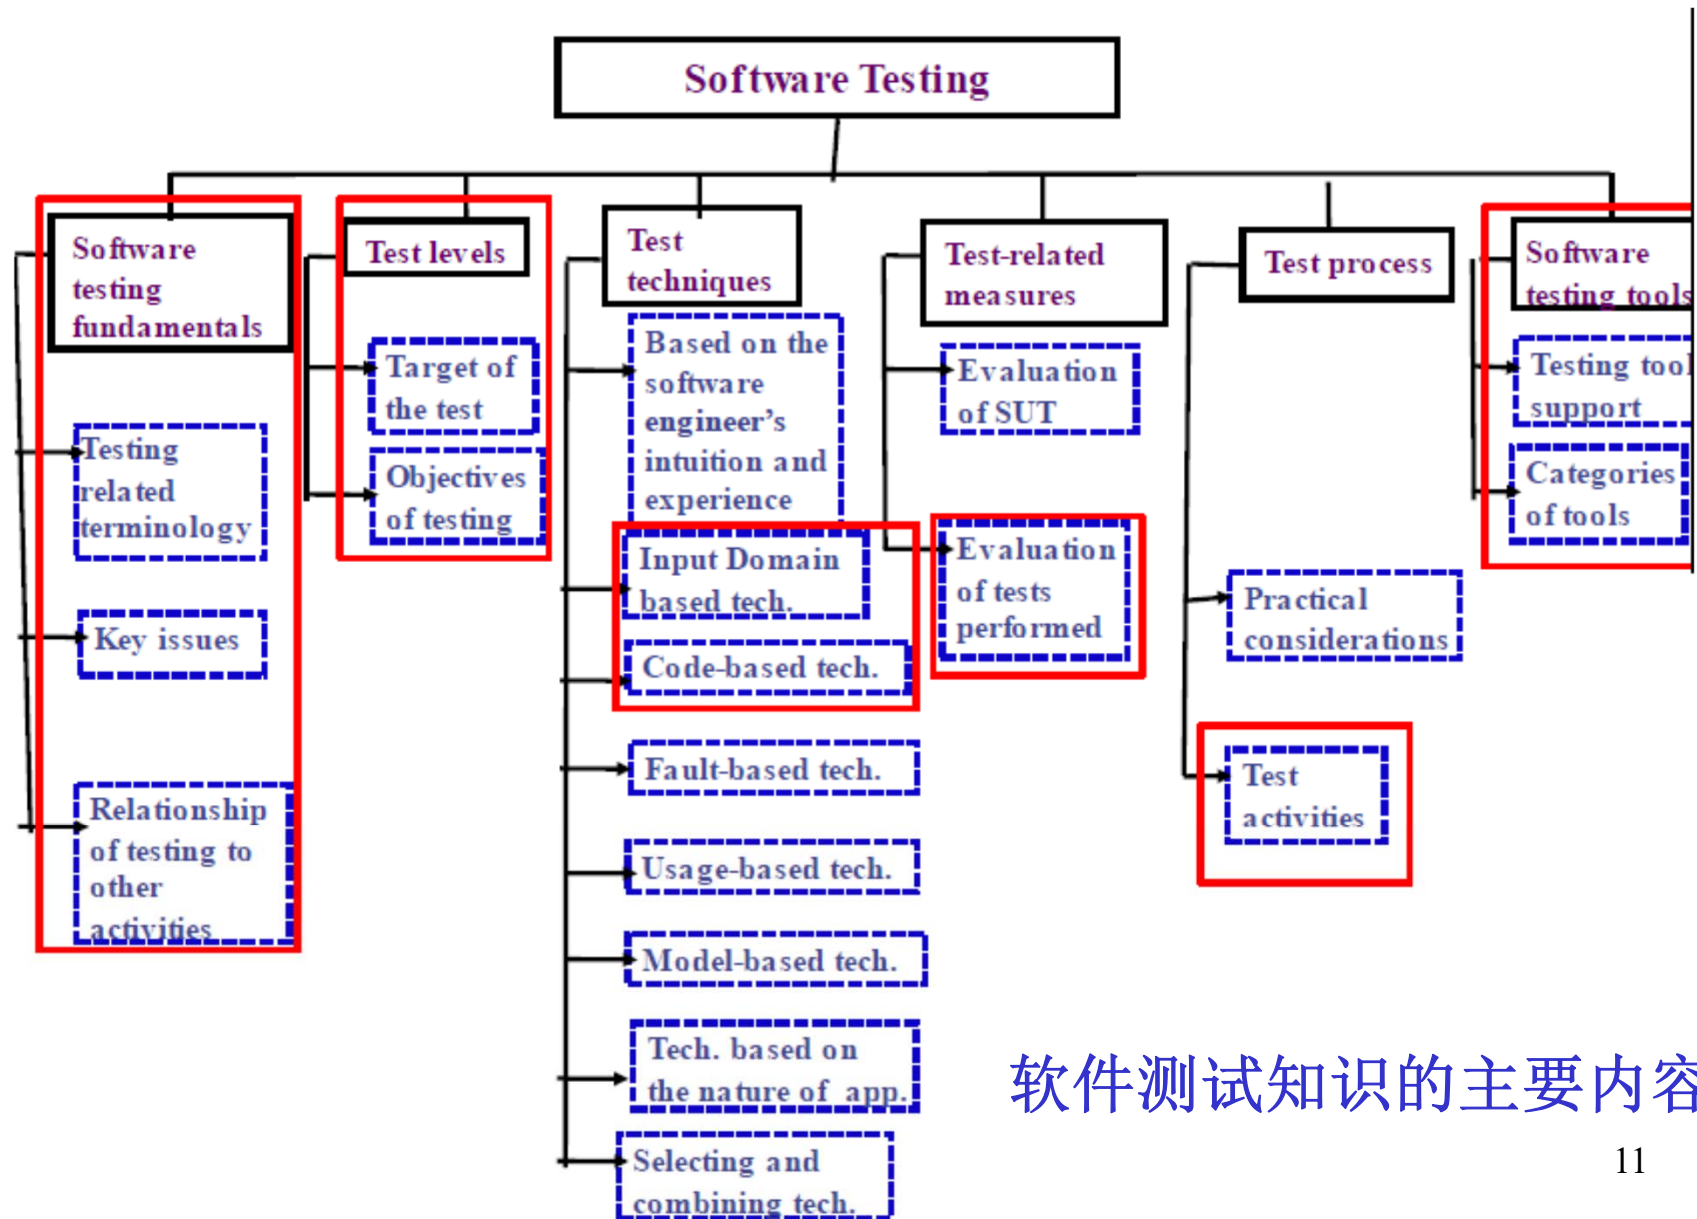 Software Testing
Software
testing
fundamentals
Testing
related
terminology
Key issues
Relationship
of testing to
other
activities
Test levels
Target of
the test
Objectives
of testing
Test
techniques
Based on the
software
engineer’s
intuition and
experience
Input Domain
based tech.
Code-based tech.
Fault-based tech.
Usage-based tech.
Model-based tech.
Tech. based on
the nature of app.
Selecting and
combining tech.
Test-related
measures
Evaluation
of SUT
Evaluation
of tests
performed
Test process
Practical
considerations
Test
activities
Software
testing tools
Testing tool
support
Categories
of tools
软件测试知识的主要内容
11